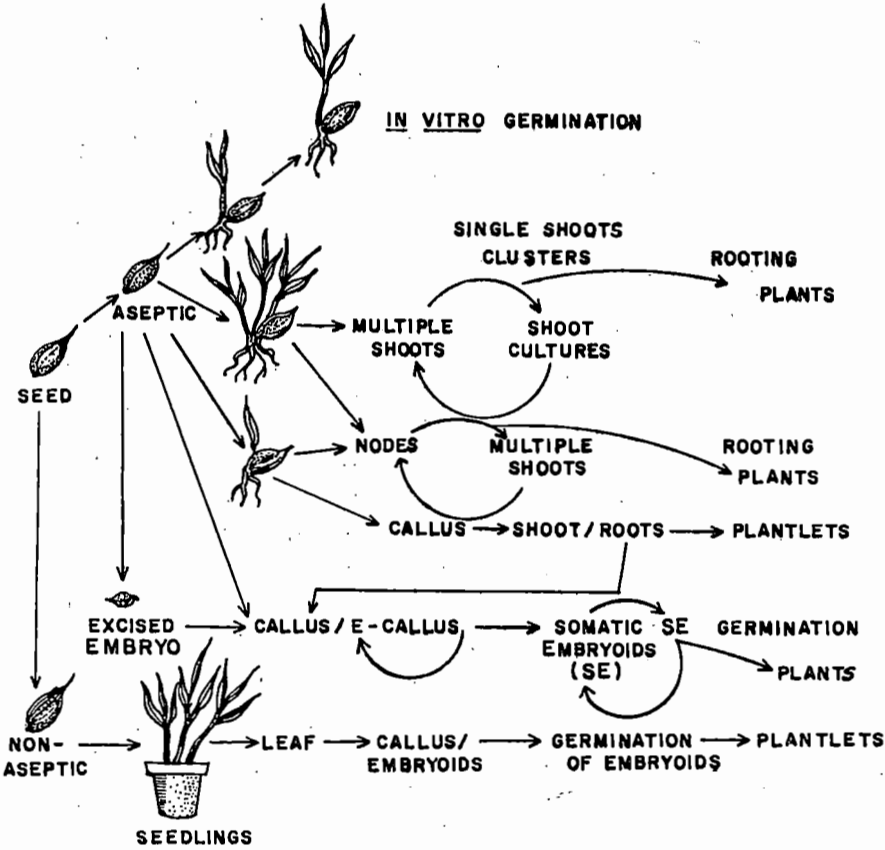 IN VITRO GERMINATION
SINGLE SHOOTS
CLUSTERS
ROOTING
PLANTS
ASEPTIC
MULTIPLE
SHOOTS
SHOOT
CULTURES
SEED
NODES
MULTIPLE
SHOOTS
ROOTING
PLANTS
CALLUS
SHOOT/ROOTS
PLANTLETS
EXCISED
EMBRYO
CALLUS/E-CALLUS
SOMATIC
EMBRYOIDS
(SE)
SE
GERMINATION
PLANTS
NON-
ASEPTIC
LEAF
CALLUS/
EMBRYOIDS
GERMINATION
OF EMBRYOIDS
PLANTLETS
SEEDLINGS